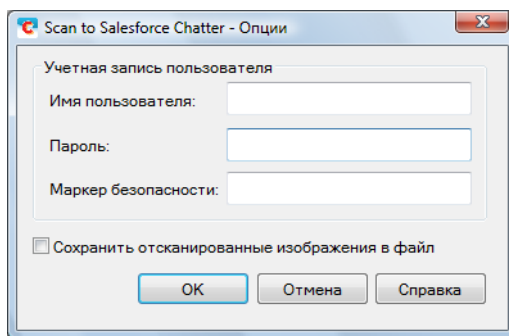 Scan to Salesforce Chatter - Опции
Учетная запись пользователя
Имя пользователя:
Пароль:
Маркер безопасности:
Сохранить отсканированные изображения в файл
OK Отмена Справка